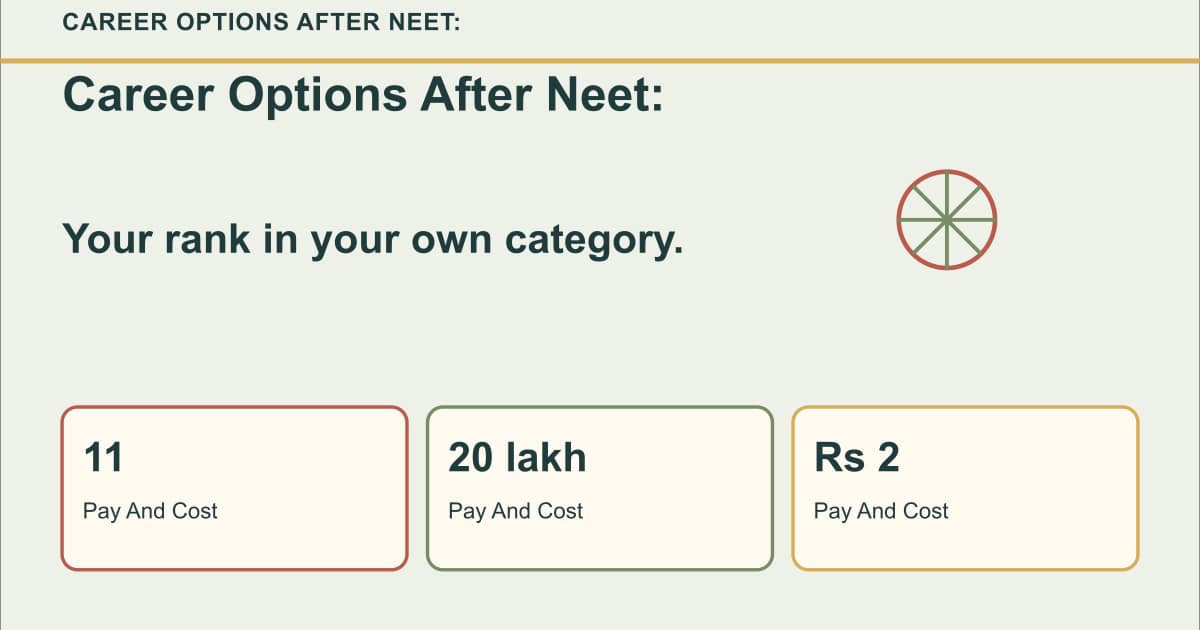 CAREER OPTIONS AFTER NEET:
Career Options After Neet:
Your rank in your own category.
11
Pay And Cost
20 lakh
Pay And Cost
Rs 2
Pay And Cost